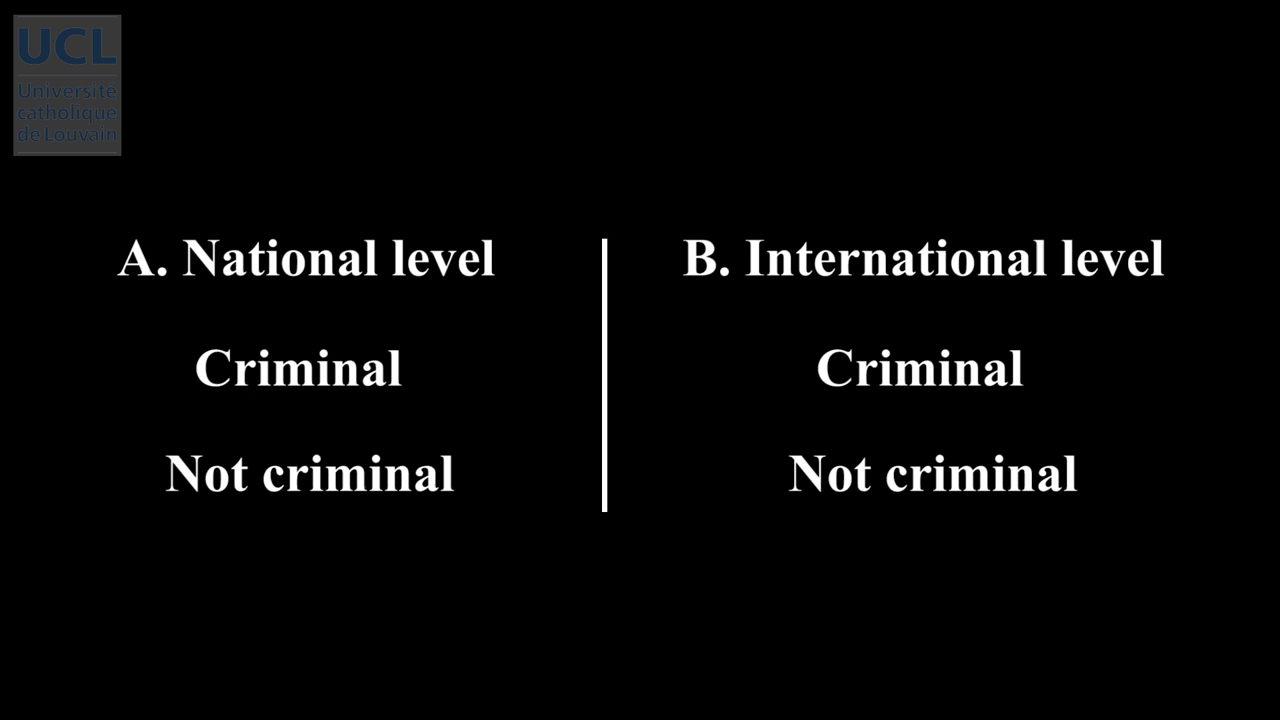 UCL
Université
catholique
de Louvain
A. National level
Criminal
Not criminal
B. International level
Criminal
Not criminal